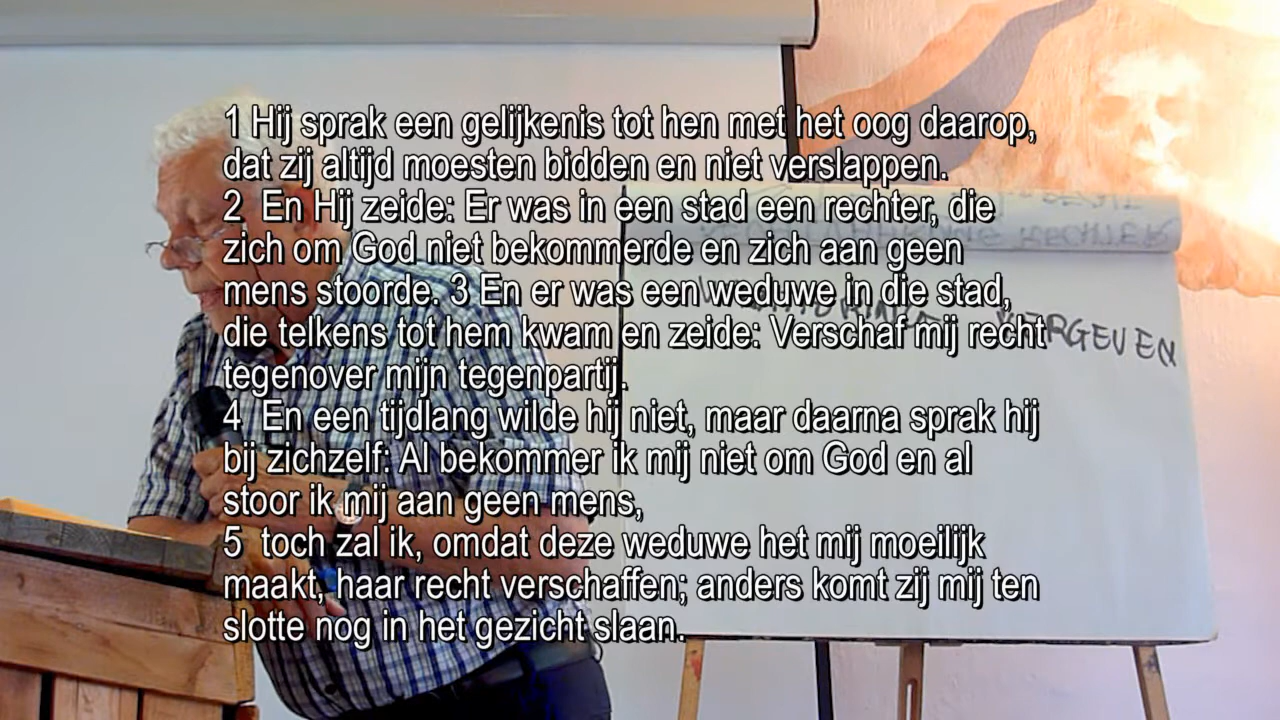 1 Hij sprak een gelijkenis tot hen met het oog daarop,
dat zij altijd moesten bidden en niet verslappen.
2 En Hij zeide: Er was in een stad een rechter, die
zich om God niet bekommerde en zich aan geen
mens stoorde. 3 En er was een weduwe in die stad,
die telkens tot hem kwam en zeide: Verschaf mij recht
tegenover mijn tegenpartij.
4 En een tijdlang wilde hij niet, maar daarna sprak hij
bij zichzelf: Al bekommer ik mij niet om God en al
stoor ik mij aan geen mens,
5 toch zal ik, omdat deze weduwe het mij moeilijk
maakt, haar recht verschaffen; anders komt zij mij ten
slotte nog in het gezicht slaan.
VERGEVEN